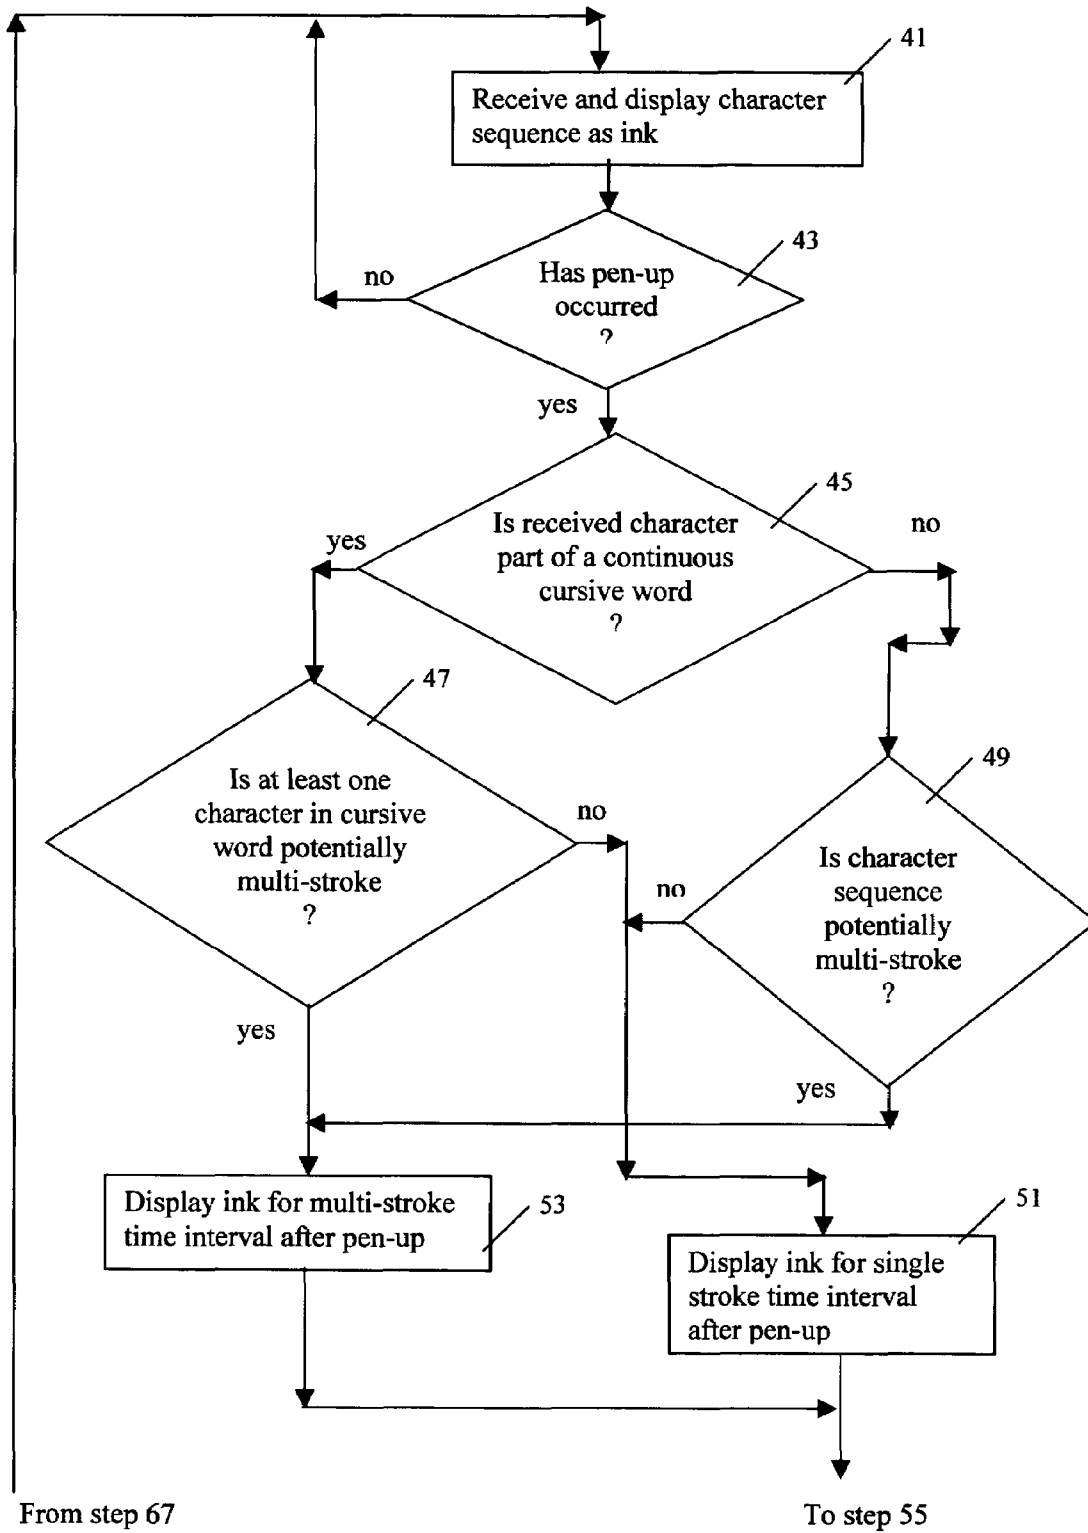 41
Receive and display character
sequence as ink
43
no
Has pen-up
occurred
?
yes
45
Is received character
part of a continuous
cursive word
?
yes
no
47
Is at least one
character in cursive
word potentially
multi-stroke
?
no
49
Is character
sequence
potentially
multi-stroke
?
no
yes
yes
53
Display ink for multi-stroke
time interval after pen-up
51
Display ink for single
stroke time interval
after pen-up
From step 67
To step 55